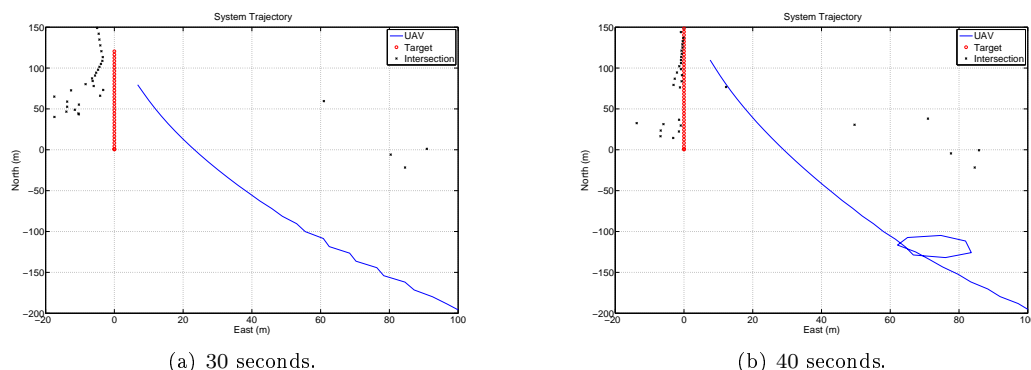 System Trajectory
UAV
Target
Intersection
150
100
50
0
−50
−100
−150
−200
North (m)
−20 0 20 40 60 80 100
East (m)
(a) 30 seconds.
System Trajectory
UAV
Target
Intersection
150
100
50
0
−50
−100
−150
−200
North (m)
−20 0 20 40 60 80 100
East (m)
(b) 40 seconds.